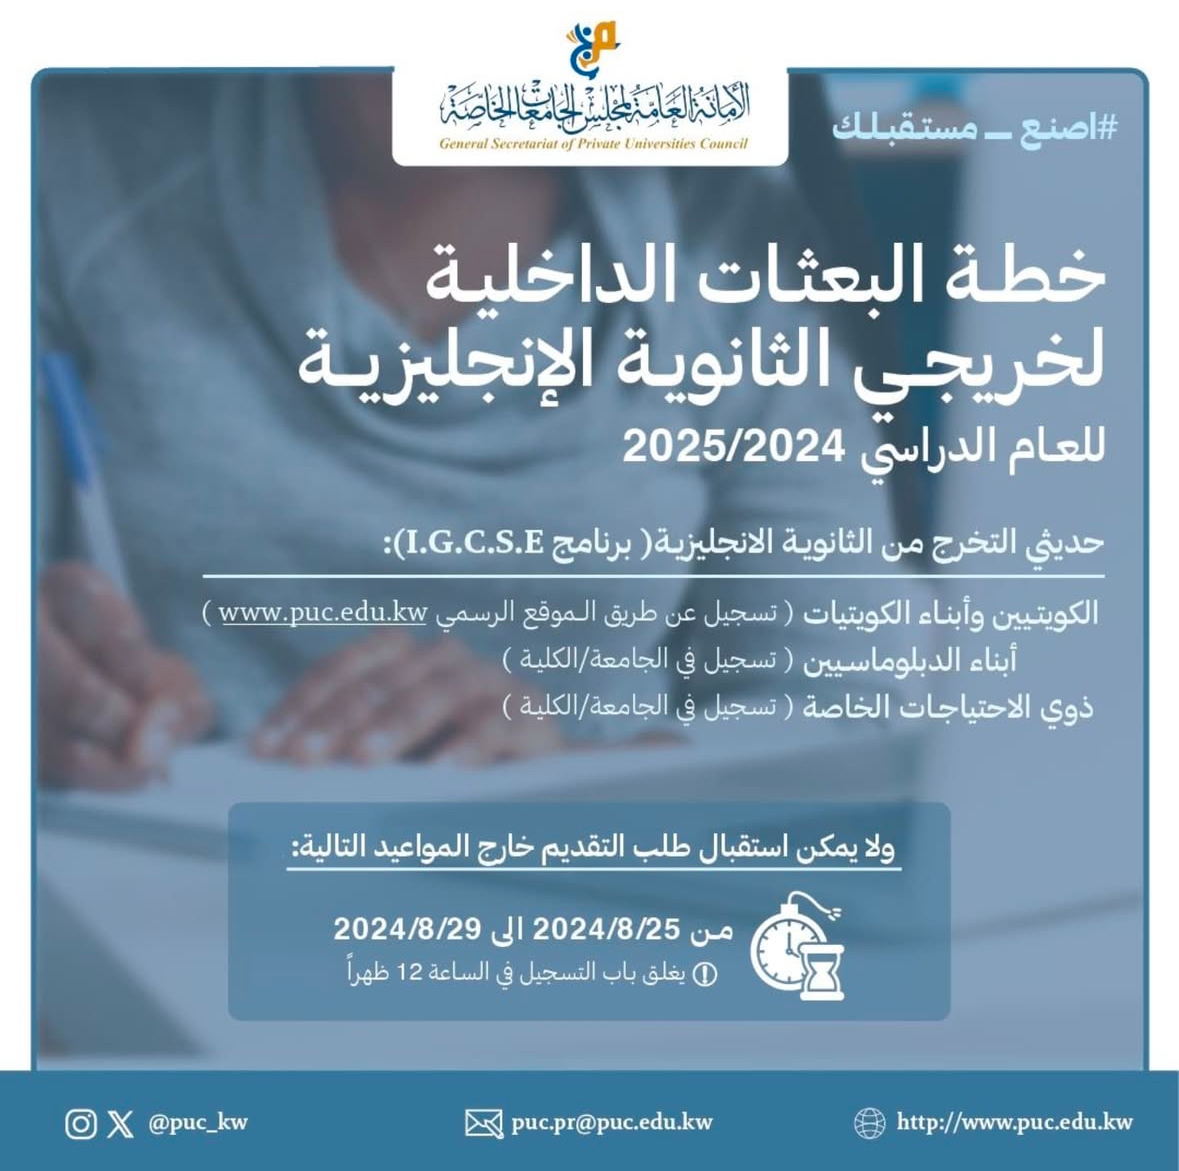 الأمانة العامة لمجلس الجامعات الخاصة
General Secretariat of Private Universities Council
#اصنع _ مستقبلك
خطة البعثات الداخلية
لخريجي الثانوية الإنجليزية
للعام الدراسي 2025/2024
حديثي التخرج من الثانوية الانجليزية( برنامج I.G.C.S.E):
الكويتيين وأبناء الكويتيات ( تسجيل عن طريق الموقع الرسمي www.puc.edu.kw )
أبناء الدبلوماسيين ( تسجيل في الجامعة/الكلية )
ذوي الاحتياجات الخاصة ( تسجيل في الجامعة/الكلية )
ولا يمكن استقبال طلب التقديم خارج المواعيد التالية:
من 2024/8/25 الى 2024/8/29
يغلق باب التسجيل في الساعة 12 ظهراً
@puc_kw
puc.pr@puc.edu.kw
http://www.puc.edu.kw